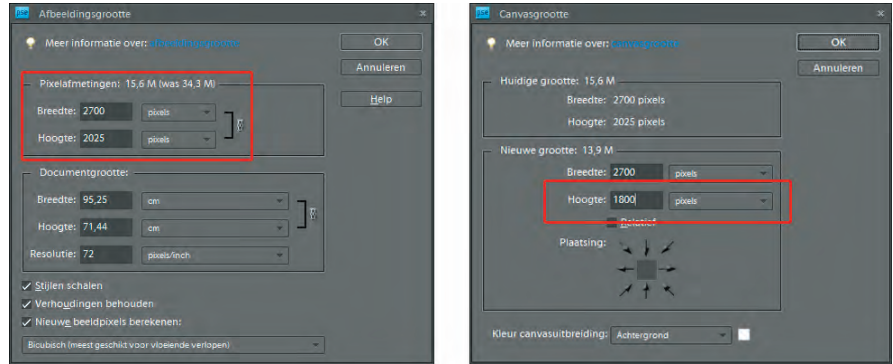 pse Afbeeldingsgrootte x
Meer informatie over: afbeeldingsgrootte
OK
Annuleren
Help
Pixelafmetingen: 15,6 M (was 34,3 M)
Breedte: 2700 pixels
Hoogte: 2025 pixels
Documentgrootte:
Breedte: 95,25 cm
Hoogte: 71,44 cm
Resolutie: 72 pixels/inch
Stijlen schalen
Verhoudingen behouden
Nieuwe beeldpixels berekenen:
Bicubisch (meest geschikt voor vloeiende verlopen)
pse Canvasgrootte x
Meer informatie over: canvasgrootte
OK
Annuleren
Huidige grootte: 15,6 M
Breedte: 2700 pixels
Hoogte: 2025 pixels
Nieuwe grootte: 13,9 M
Breedte: 2700 pixels
Hoogte: 1800 pixels
Relatief
Plaatsing:
Kleur canvasuitbreiding: Achtergrond